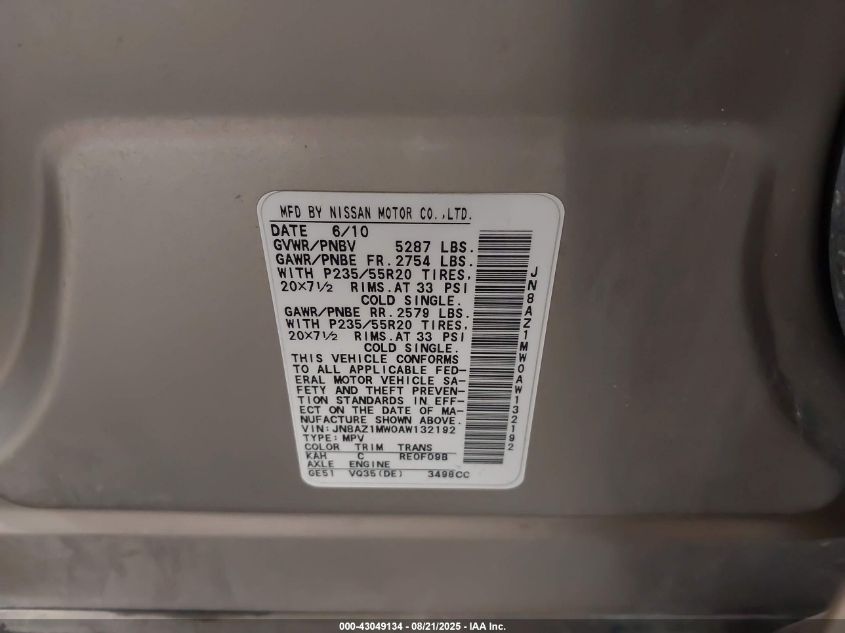 MFD BY NISSAN MOTOR CO.,LTD.
DATE 6/10
GVWR/PNBV 5287 LBS.
GAWR/PNBE FR. 2754 LBS.
WITH P235/55R20 TIRES,
20×7½ RIMS.AT 33 PSI
COLD SINGLE.
GAWR/PNBE RR. 2579 LBS.
WITH P235/55R20 TIRES,
20×7½ RIMS.AT 33 PSI
COLD SINGLE.
THIS VEHICLE CONFORMS
TO ALL APPLICABLE FED-
ERAL MOTOR VEHICLE SA-
FETY AND THEFT PREVEN-
TION STANDARDS IN EFF-
ECT ON THE DATE OF MA-
NUFACTURE SHOWN ABOVE.
VIN:JN8AZ1MW0AW132192
TYPE:MPV
COLOR TRIM TRANS
KAH C RE0F09B
AXLE ENGINE
GE51 VQ35(DE) 3498CC
JN8AZ1MW0AW132192
000-43049134 - 08/21/2025 - IAA Inc.